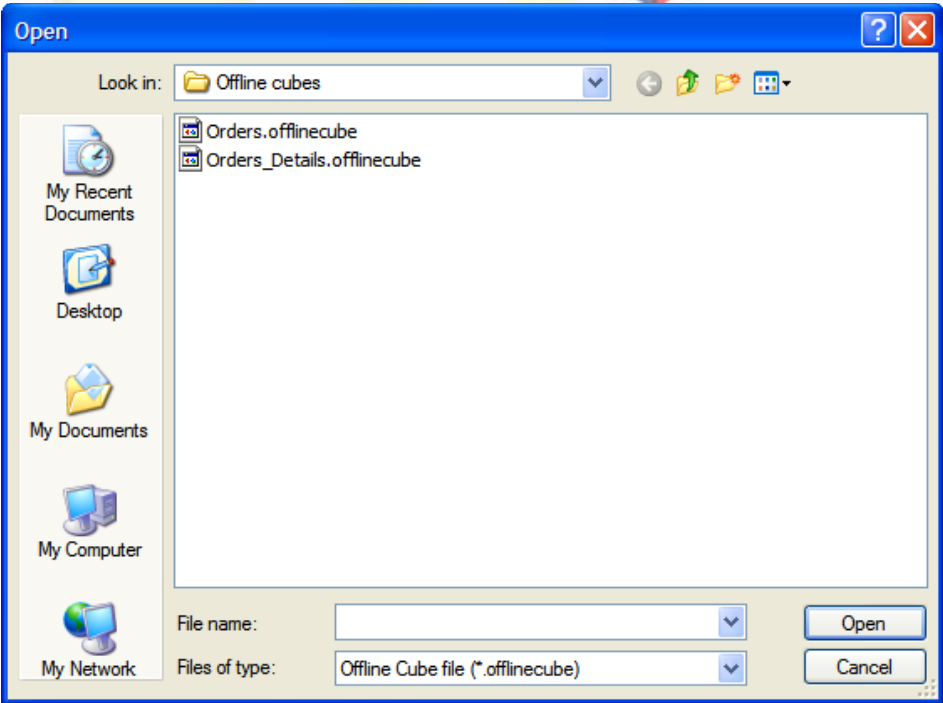 Open
Look in: Offline cubes
Orders.offlinecube
Orders_Details.offlinecube
My Recent
Documents
Desktop
My Documents
My Computer
My Network
File name: Open
Files of type: Offline Cube file (*.offlinecube) Cancel